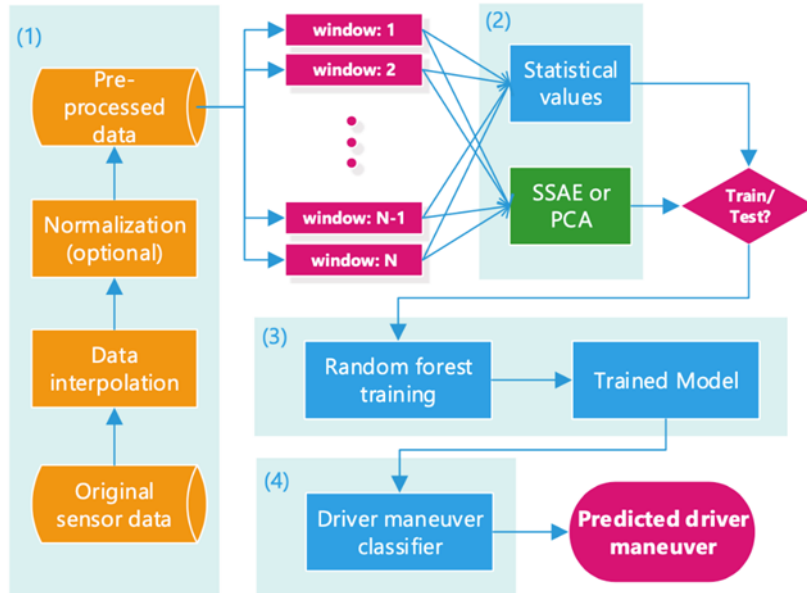 (1)
Pre-
processed
data
Normalization
(optional)
Data
interpolation
Original
sensor data
window: 1
window: 2
window: N-1
window: N
(2)
Statistical
values
SSAE or
PCA
Train/
Test?
(3)
Random forest
training
Trained Model
(4)
Driver maneuver
classifier
Predicted driver
maneuver